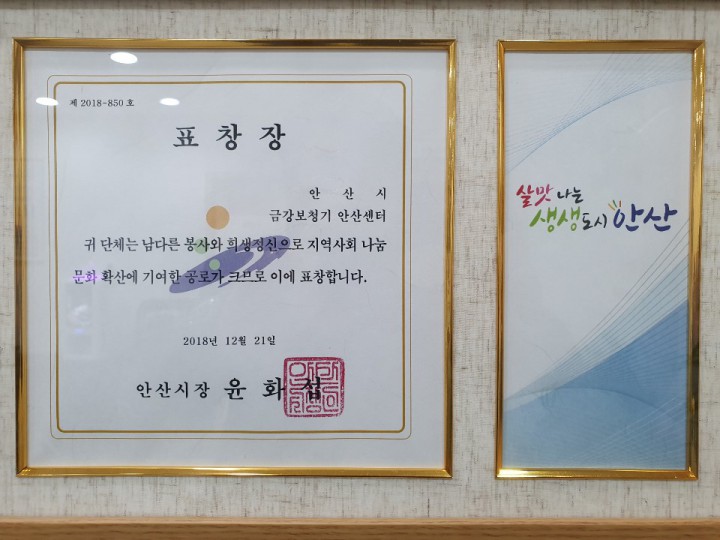 제 2018-850 호
표 창 장
안 산 시
금강보청기 안산센터
귀 단체는 남다른 봉사와 희생정신으로 지역사회 나눔
문화 확산에 기여한 공로가 크므로 이에 표창합니다.
2018년 12월 21일
안산시장 윤 화 섭
살맛 나는
생생도시 안산